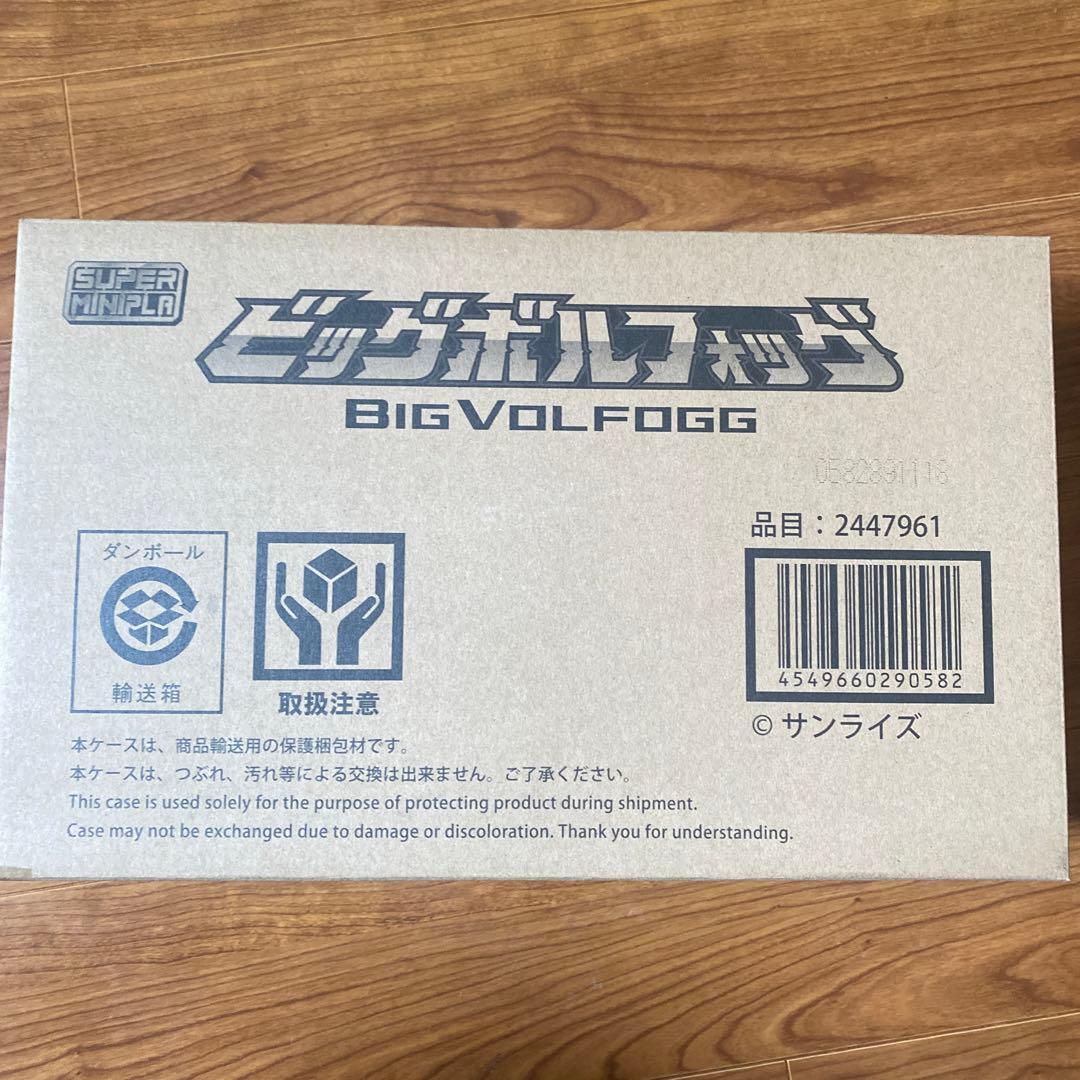 SUPER
MINIPLA
ビッグボルフォッグ
BIG VOLFOGG
0582891118
品目：2447961
4549660290582
© サンライズ
ダンボール
輸送箱
取扱注意
本ケースは、商品輸送用の保護梱包材です。
本ケースは、つぶれ、汚れ等による交換は出来ません。ご了承ください。
This case is used solely for the purpose of protecting product during shipment.
Case may not be exchanged due to damage or discoloration. Thank you for understanding.